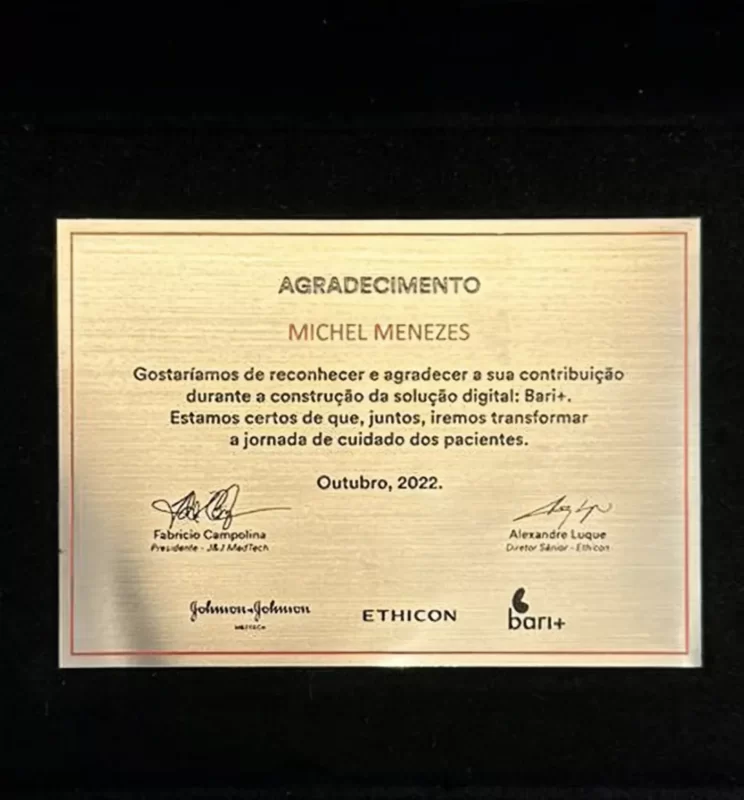 AGRADECIMENTO
MICHEL MENEZES
Gostaríamos de reconhecer e agradecer a sua contribuição
durante a construção da solução digital: Bari+.
Estamos certos de que, juntos, iremos transformar
a jornada de cuidado dos pacientes.
Outubro, 2022.
Fabricio Campolina
Presidente - J&J MedTech
Alexandre Luque
Diretor Sênior - Ethicon
Johnson & Johnson
MEDTECH
ETHICON
bari+